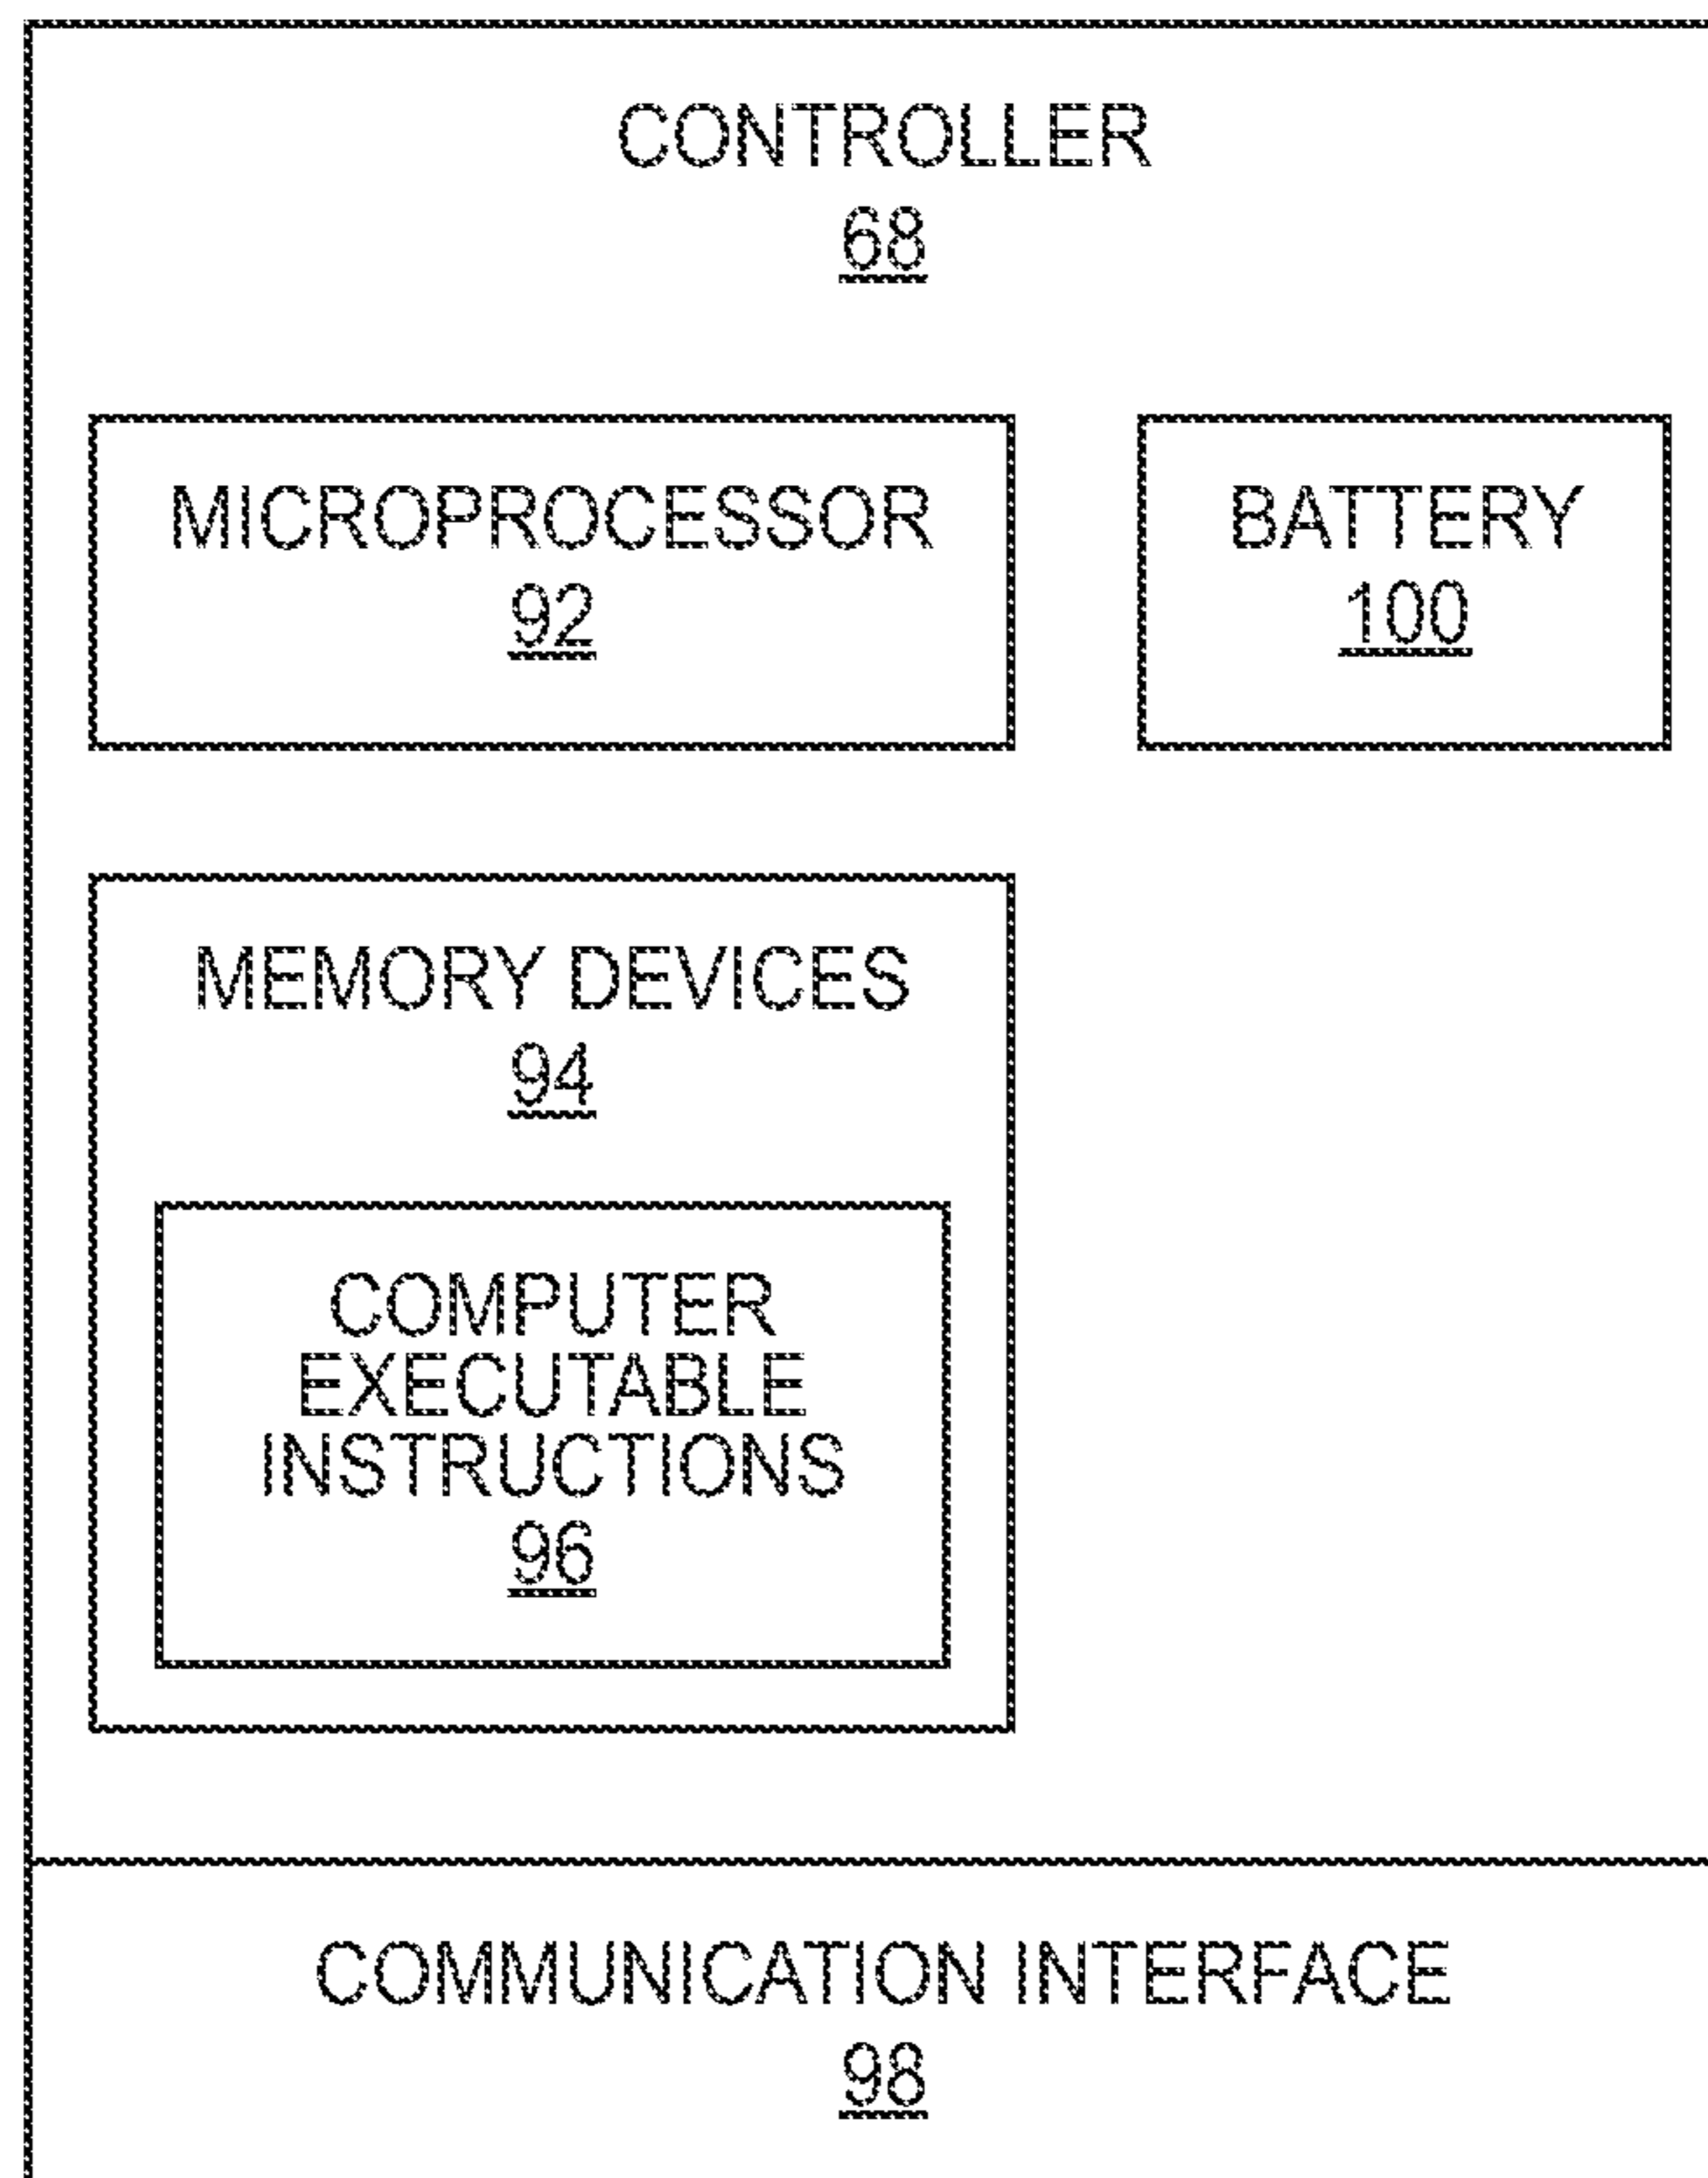 CONTROLLER
68
MICROPROCESSOR
92
BATTERY
100
MEMORY DEVICES
94
COMPUTER
EXECUTABLE
INSTRUCTIONS
96
COMMUNICATION INTERFACE
98